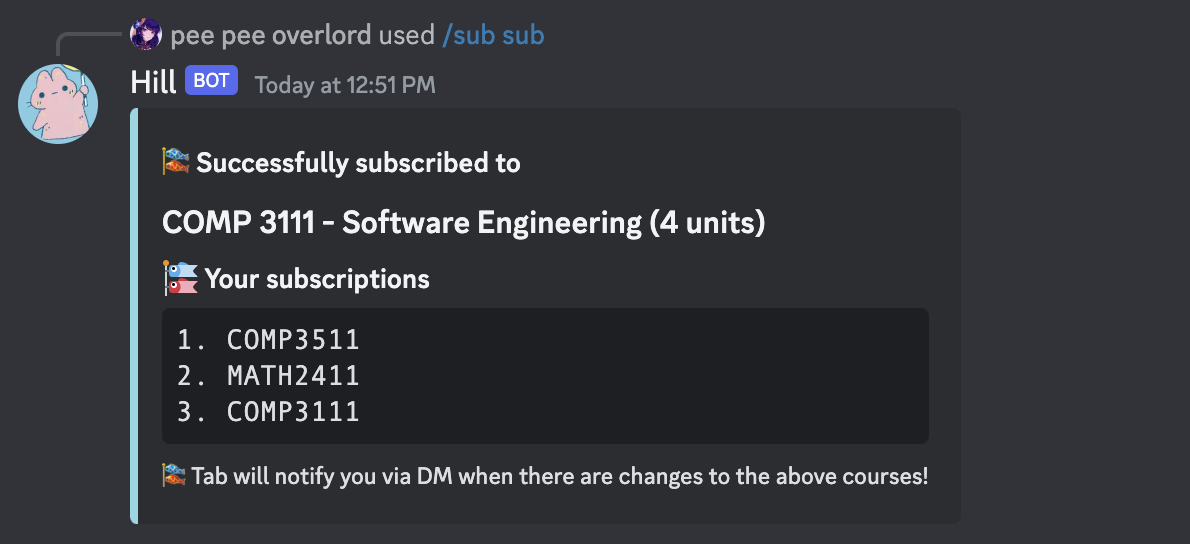 pee pee overlord used /sub sub
Hill BOT Today at 12:51 PM
🎏 Successfully subscribed to
COMP 3111 - Software Engineering (4 units)
Your subscriptions
1. COMP3511
2. MATH2411
3. COMP3111
🎏 Tab will notify you via DM when there are changes to the above courses!